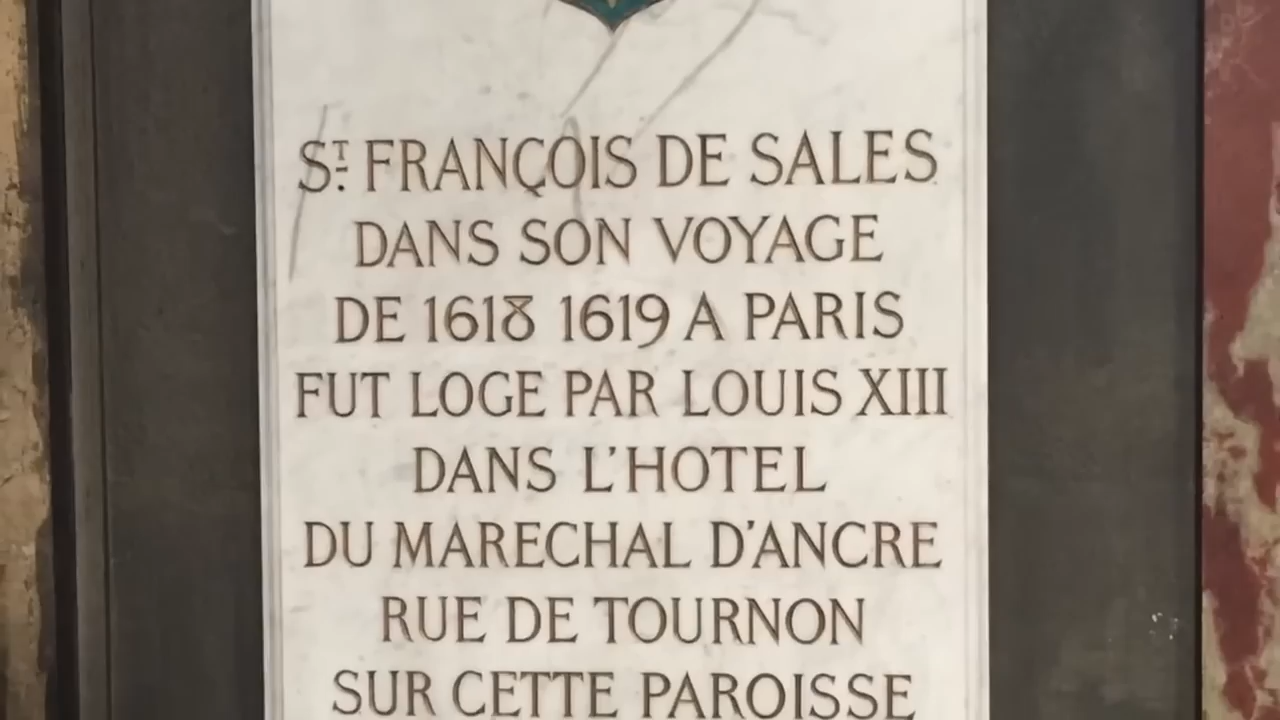 ST FRANÇOIS DE SALES
DANS SON VOYAGE
DE 1618 1619 A PARIS
FUT LOGE PAR LOUIS XIII
DANS L'HOTEL
DU MARECHAL D'ANCRE
RUE DE TOURNON
SUR CETTE PAROISSE